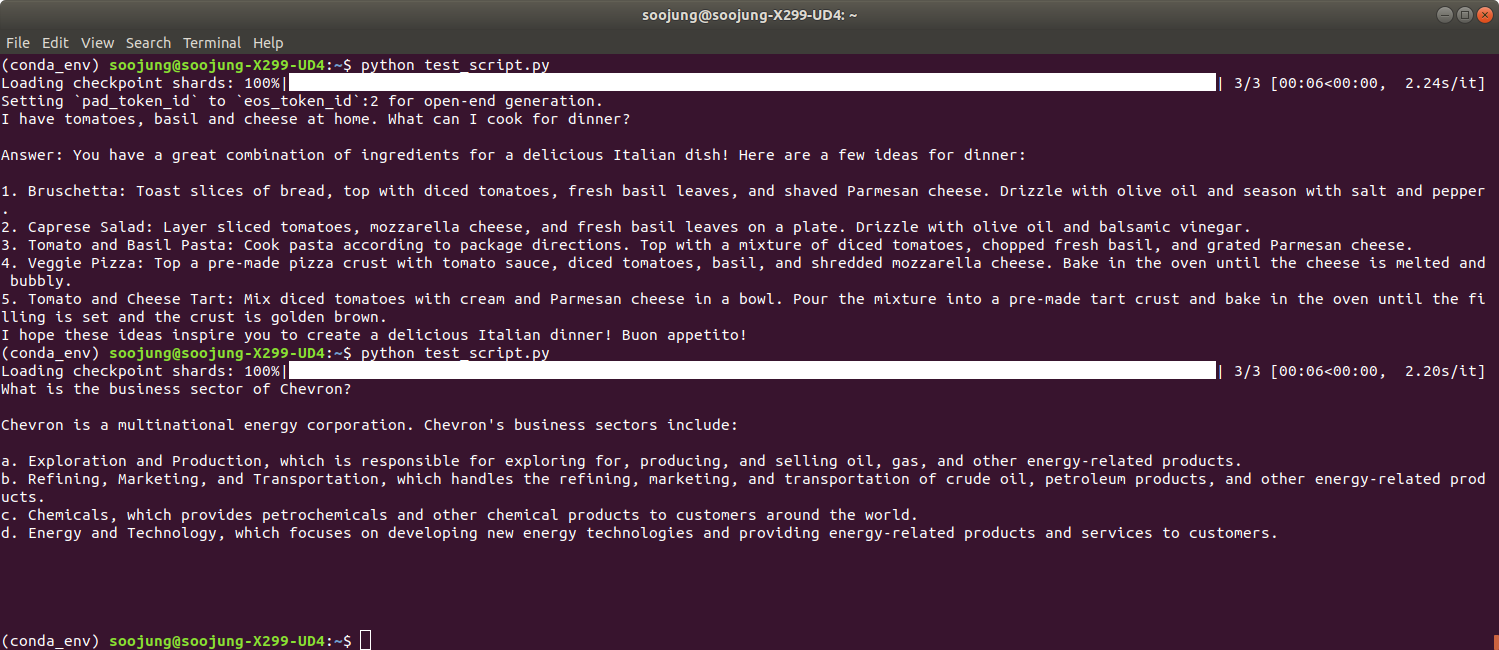 soojung@soojung-X299-UD4: ~
File Edit View Search Terminal Help
(conda_env) soojung@soojung-X299-UD4:~$ python test_script.py
Loading checkpoint shards: 100%|██████████| 3/3 [00:06<00:00,  2.24s/it]
Setting `pad_token_id` to `eos_token_id`:2 for open-end generation.
I have tomatoes, basil and cheese at home. What can I cook for dinner?
Answer: You have a great combination of ingredients for a delicious Italian dish! Here are a few ideas for dinner:
1. Bruschetta: Toast slices of bread, top with diced tomatoes, fresh basil leaves, and shaved Parmesan cheese. Drizzle with olive oil and season with salt and pepper
.
2. Caprese Salad: Layer sliced tomatoes, mozzarella cheese, and fresh basil leaves on a plate. Drizzle with olive oil and balsamic vinegar.
3. Tomato and Basil Pasta: Cook pasta according to package directions. Top with a mixture of diced tomatoes, chopped fresh basil, and grated Parmesan cheese.
4. Veggie Pizza: Top a pre-made pizza crust with tomato sauce, diced tomatoes, basil, and shredded mozzarella cheese. Bake in the oven until the cheese is melted and
 bubbly.
5. Tomato and Cheese Tart: Mix diced tomatoes with cream and Parmesan cheese in a bowl. Pour the mixture into a pre-made tart crust and bake in the oven until the fi
lling is set and the crust is golden brown.
I hope these ideas inspire you to create a delicious Italian dinner! Buon appetito!
(conda_env) soojung@soojung-X299-UD4:~$ python test_script.py
Loading checkpoint shards: 100%|██████████| 3/3 [00:06<00:00,  2.20s/it]
What is the business sector of Chevron?
Chevron is a multinational energy corporation. Chevron's business sectors include:
a. Exploration and Production, which is responsible for exploring for, producing, and selling oil, gas, and other energy-related products.
b. Refining, Marketing, and Transportation, which handles the refining, marketing, and transportation of crude oil, petroleum products, and other energy-related prod
ucts.
c. Chemicals, which provides petrochemicals and other chemical products to customers around the world.
d. Energy and Technology, which focuses on developing new energy technologies and providing energy-related products and services to customers.
(conda_env) soojung@soojung-X299-UD4:~$